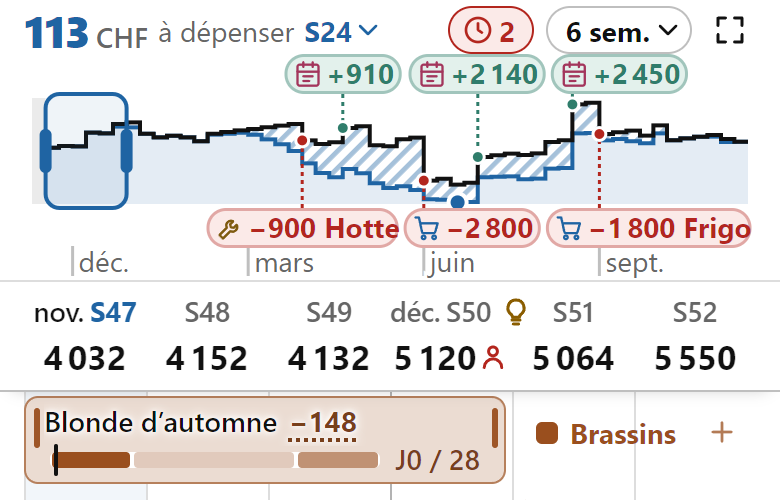 113 CHF à dépenser S24 2 6 sem.
+910 +2 140 +2 450
−900 Hotte −2 800 −1 800 Frigo
déc. mars juin sept.
nov. S47 S48 S49 déc. S50 S51 S52
4 032 4 152 4 132 5 120 5 064 5 550
Blonde d’automne −148
J0 / 28
Brassins +